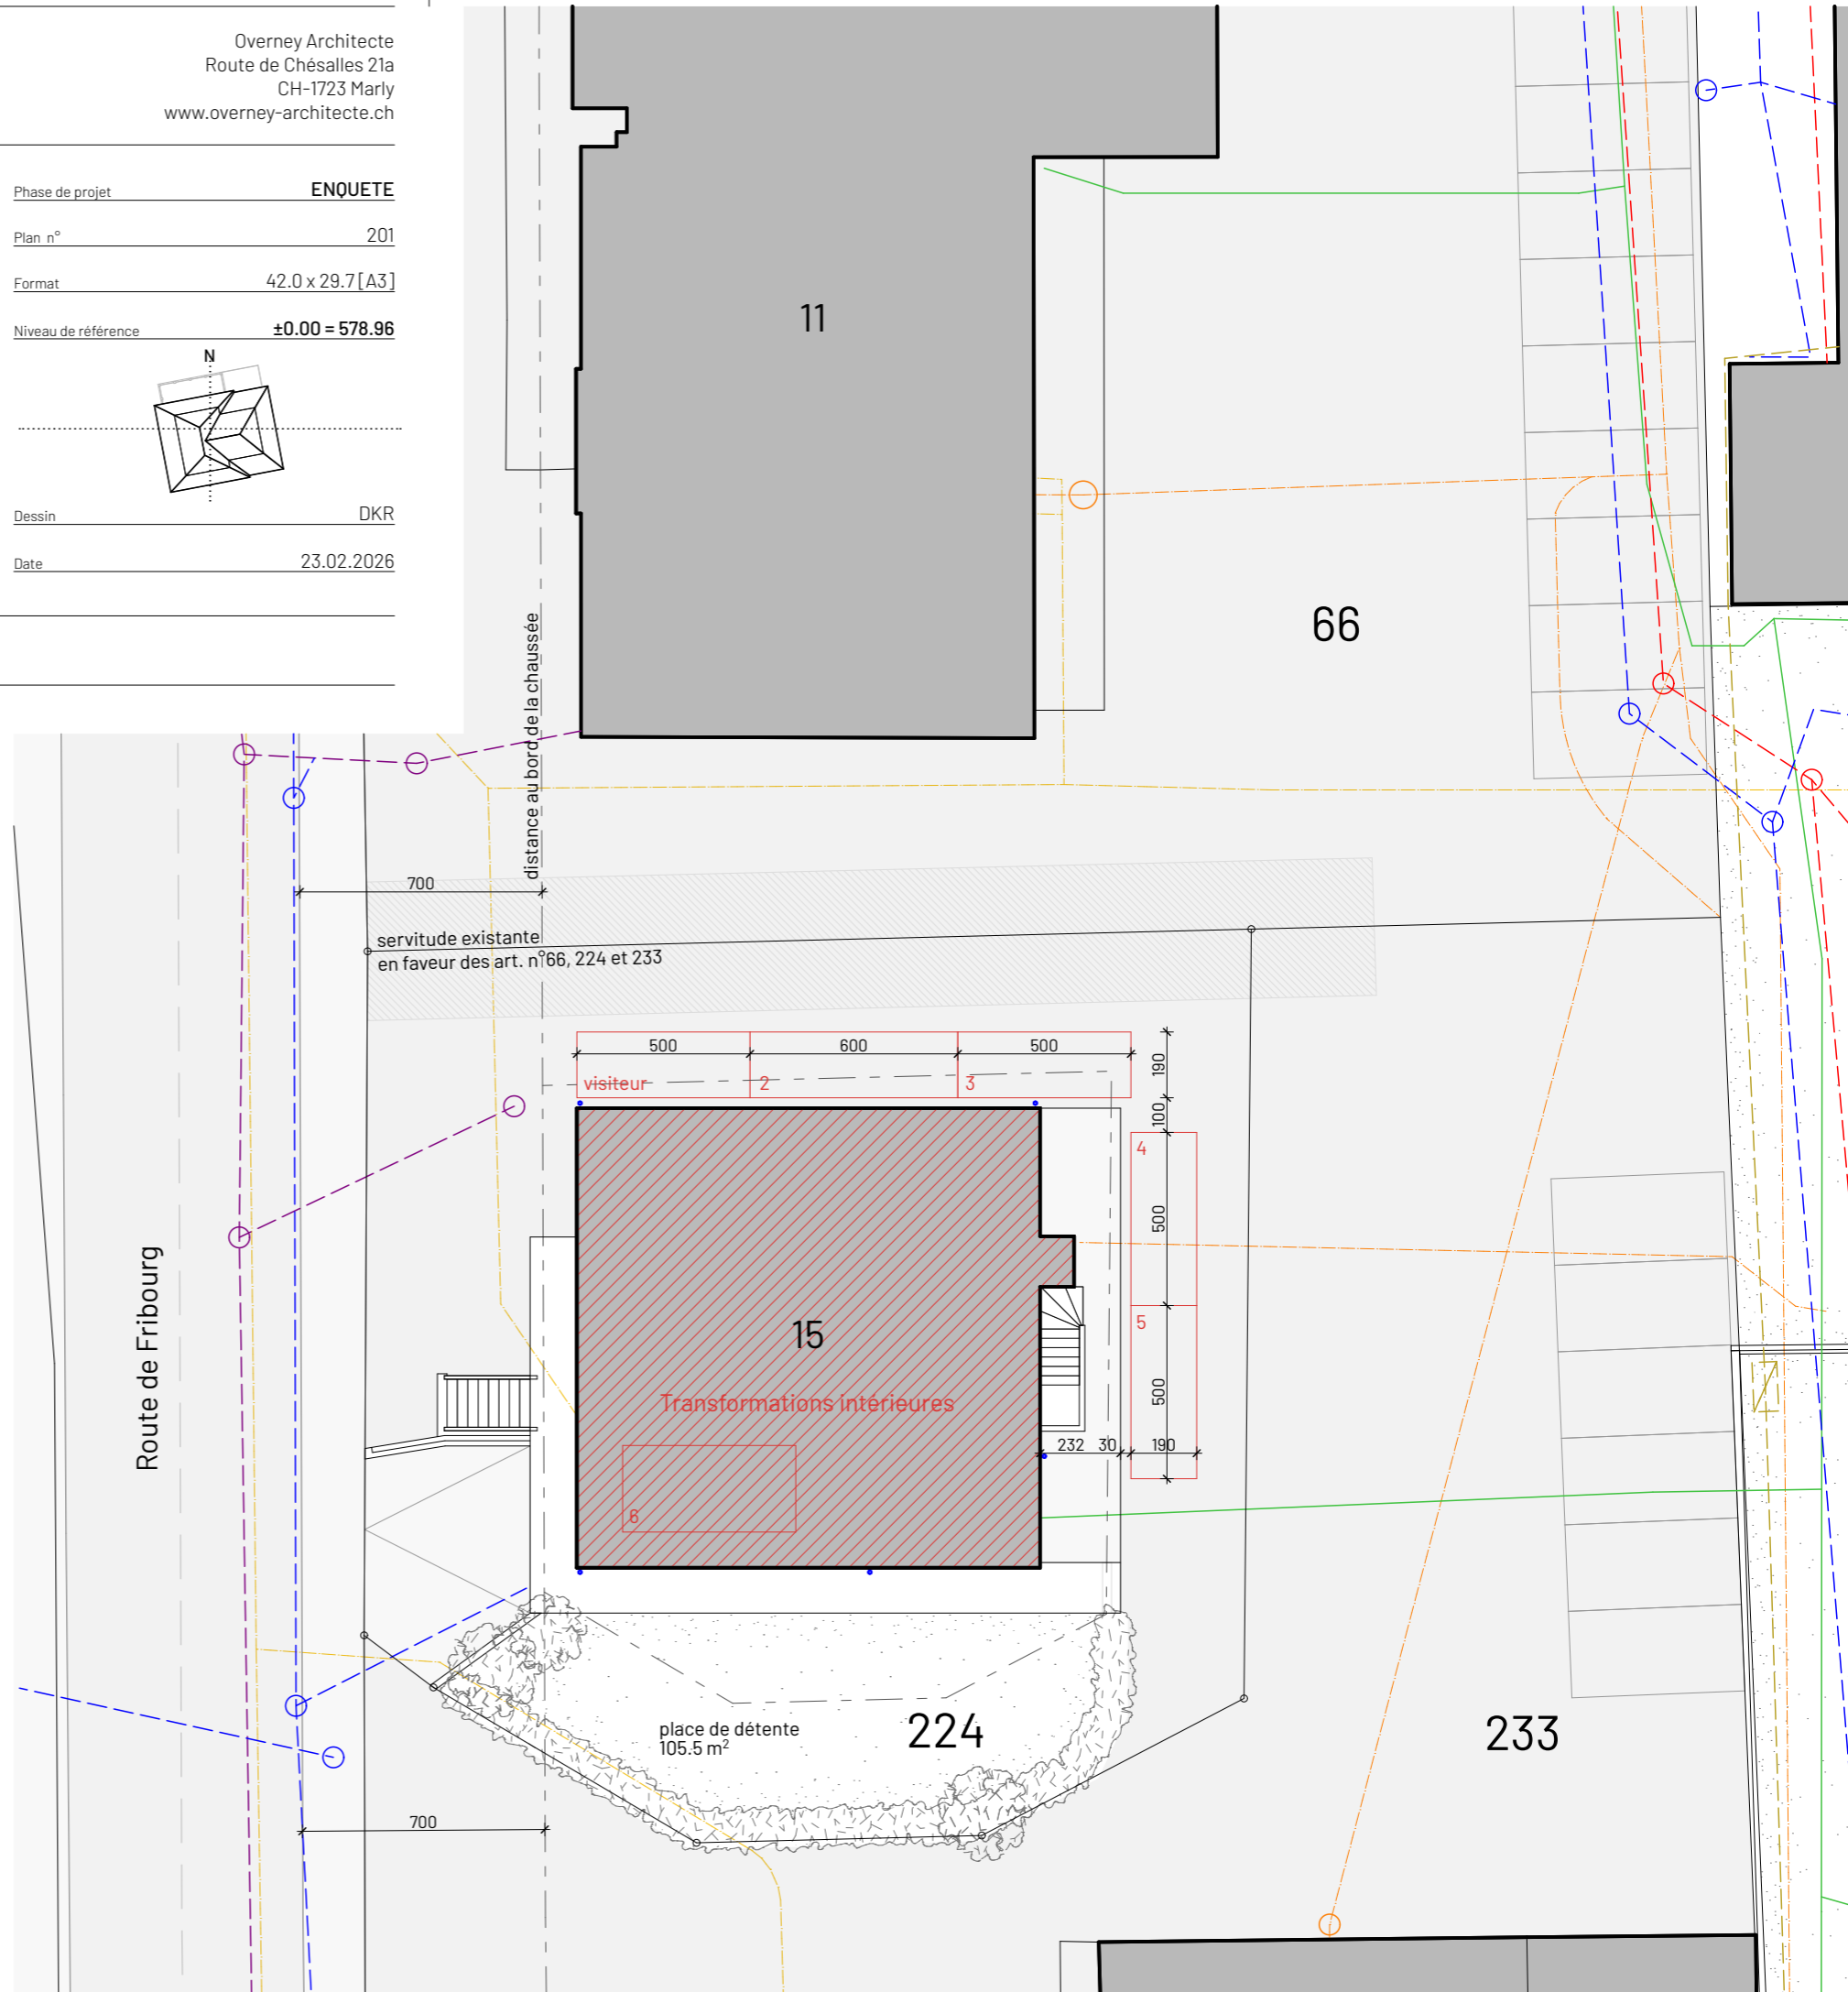 Overney Architecte
Route de Chésalles 21a
CH-1723 Marly
www.overney-architecte.ch
Phase de projet ENQUETE
Plan n° 201
Format 42.0 x 29.7 [A3]
Niveau de référence ±0.00 = 578.96
N
Dessin DKR
Date 23.02.2026
11
66
distance au bord de la chaussée
700
servitude existante
en faveur des art. n°66, 224 et 233
500 600 500
190
visiteur 2 3
100
4
500
Route de Fribourg
15
5
Transformations intérieures
500
232 30 190
6
place de détente
105.5 m²
224
233
700